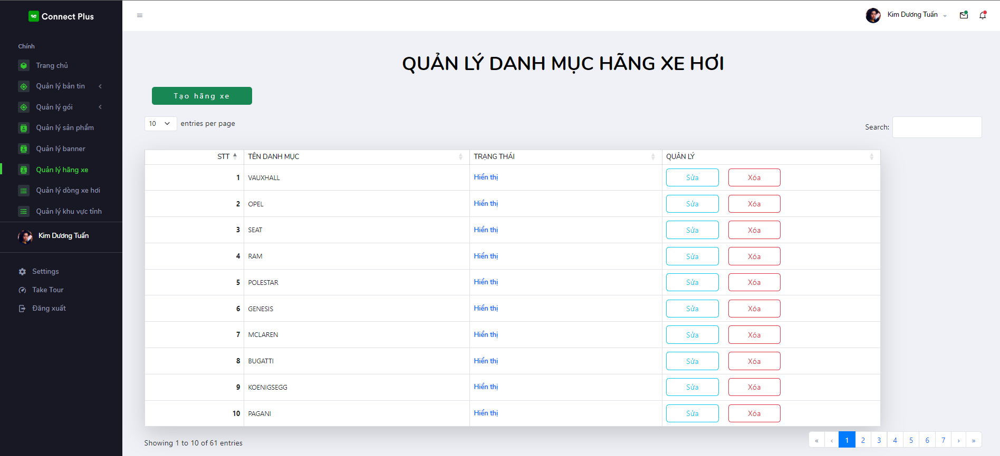 Connect Plus
Kim Dương Tuấn
Chính
Trang chủ
Quản lý bản tin
Quản lý gói
Quản lý sản phẩm
Quản lý banner
Quản lý hãng xe
Quản lý dòng xe hơi
Quản lý khu vực tỉnh
Kim Dương Tuấn
Settings
Take Tour
Đăng xuất
QUẢN LÝ DANH MỤC HÃNG XE HƠI
Tạo hãng xe
10 entries per page
Search:
STT TÊN DANH MỤC TRẠNG THÁI QUẢN LÝ
1 VAUXHALL Hiển thị Sửa Xóa
2 OPEL Hiển thị Sửa Xóa
3 SEAT Hiển thị Sửa Xóa
4 RAM Hiển thị Sửa Xóa
5 POLESTAR Hiển thị Sửa Xóa
6 GENESIS Hiển thị Sửa Xóa
7 MCLAREN Hiển thị Sửa Xóa
8 BUGATTI Hiển thị Sửa Xóa
9 KOENIGSEGG Hiển thị Sửa Xóa
10 PAGANI Hiển thị Sửa Xóa
Showing 1 to 10 of 61 entries
« ‹ 1 2 3 4 5 6 7 › »